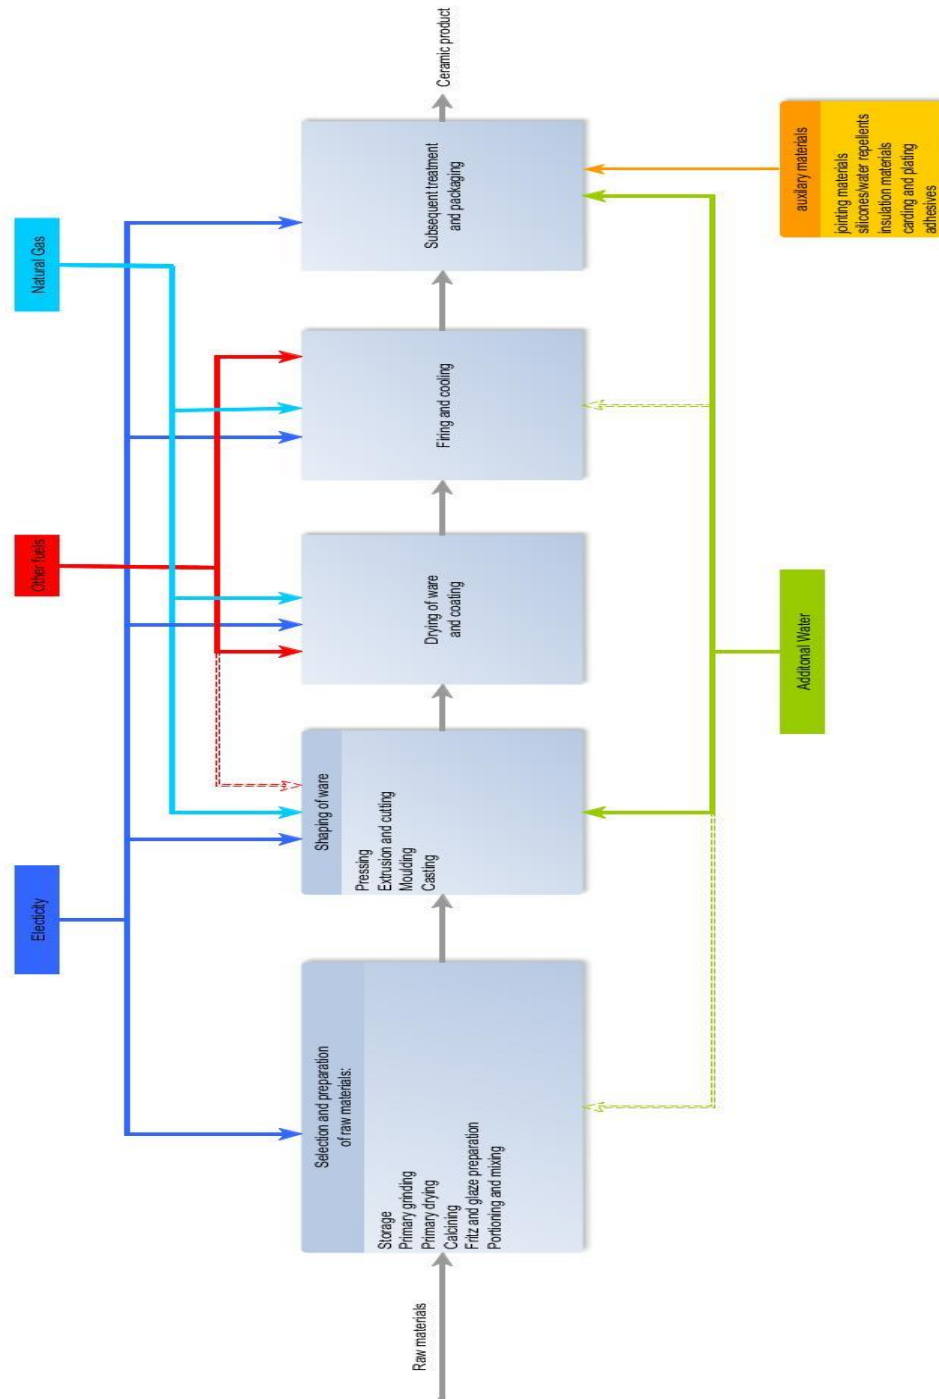 Electicity
Other fuels
Natural Gas
Raw materials
Selection and preparation
of raw materials:
Storage
Primary grinding
Primary drying
Calcining
Fritz and glaze preparation
Portioning and mixing
Shaping of ware
Pressing
Extrusion and cutting
Moulding
Casting
Drying of ware
and coating
Firing and cooling
Subsequent treatment
and packaging
Ceramic product
Additonal Water
auxilary materials
jointing materials
silicones/water repellents
insulation materials
carding and plating
adhesives